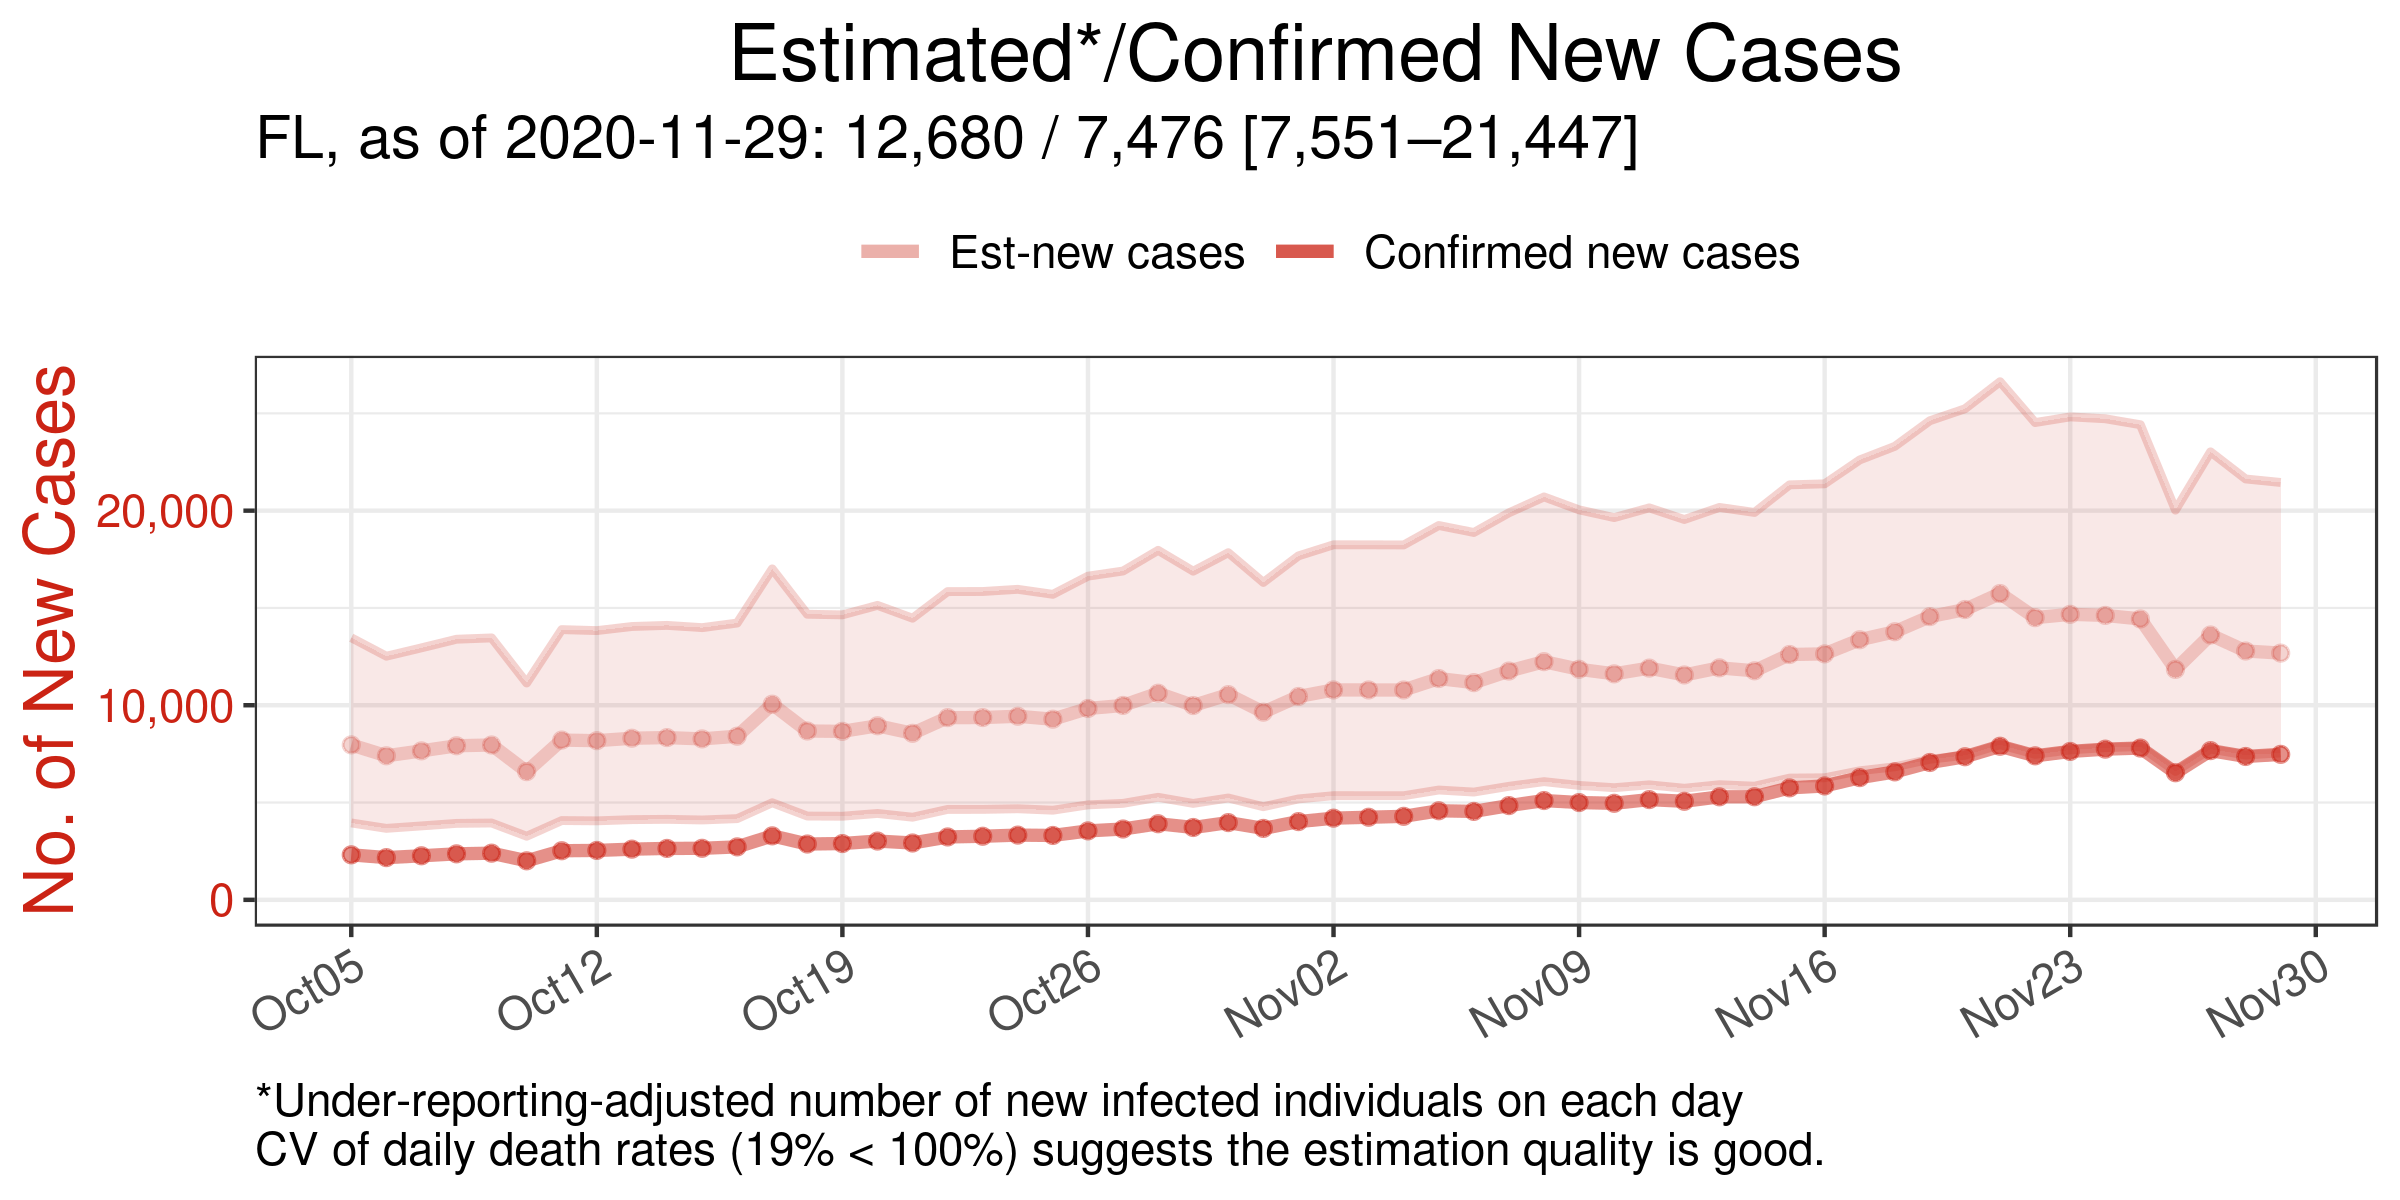 Estimated*/Confirmed New Cases
FL, as of 2020-11-29: 12,680 / 7,476 [7,551–21,447]
Est-new cases
Confirmed new cases
No. of New Cases
20,000
10,000
0
Oct05
Oct12
Oct19
Oct26
Nov02
Nov09
Nov16
Nov23
Nov30
*Under-reporting-adjusted number of new infected individuals on each day
CV of daily death rates (19% < 100%) suggests the estimation quality is good.